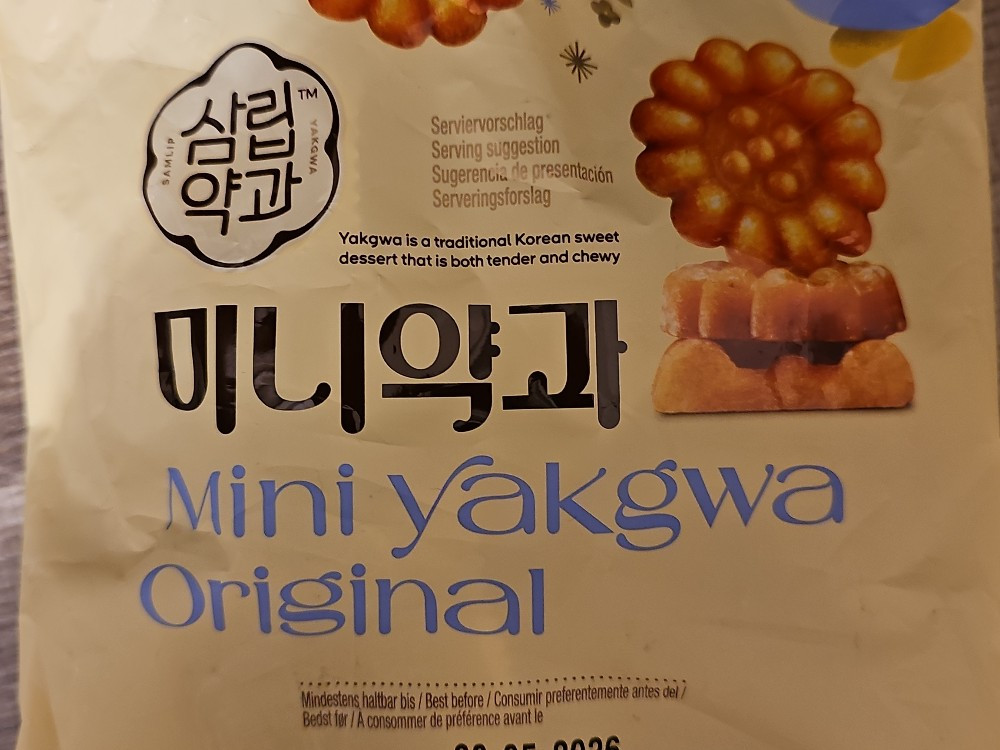 삼립™
약과
SAMLIP
YAKGWA
Serviervorschlag
Serving suggestion
Sugerencia de presentación
Serveringsforslag
Yakgwa is a traditional Korean sweet
dessert that is both tender and chewy
미니약과
Mini yakgwa
Original
Mindestens haltbar bis / Best before / Consumir preferentemente antes del /
Bedst før / À consommer de préférence avant le